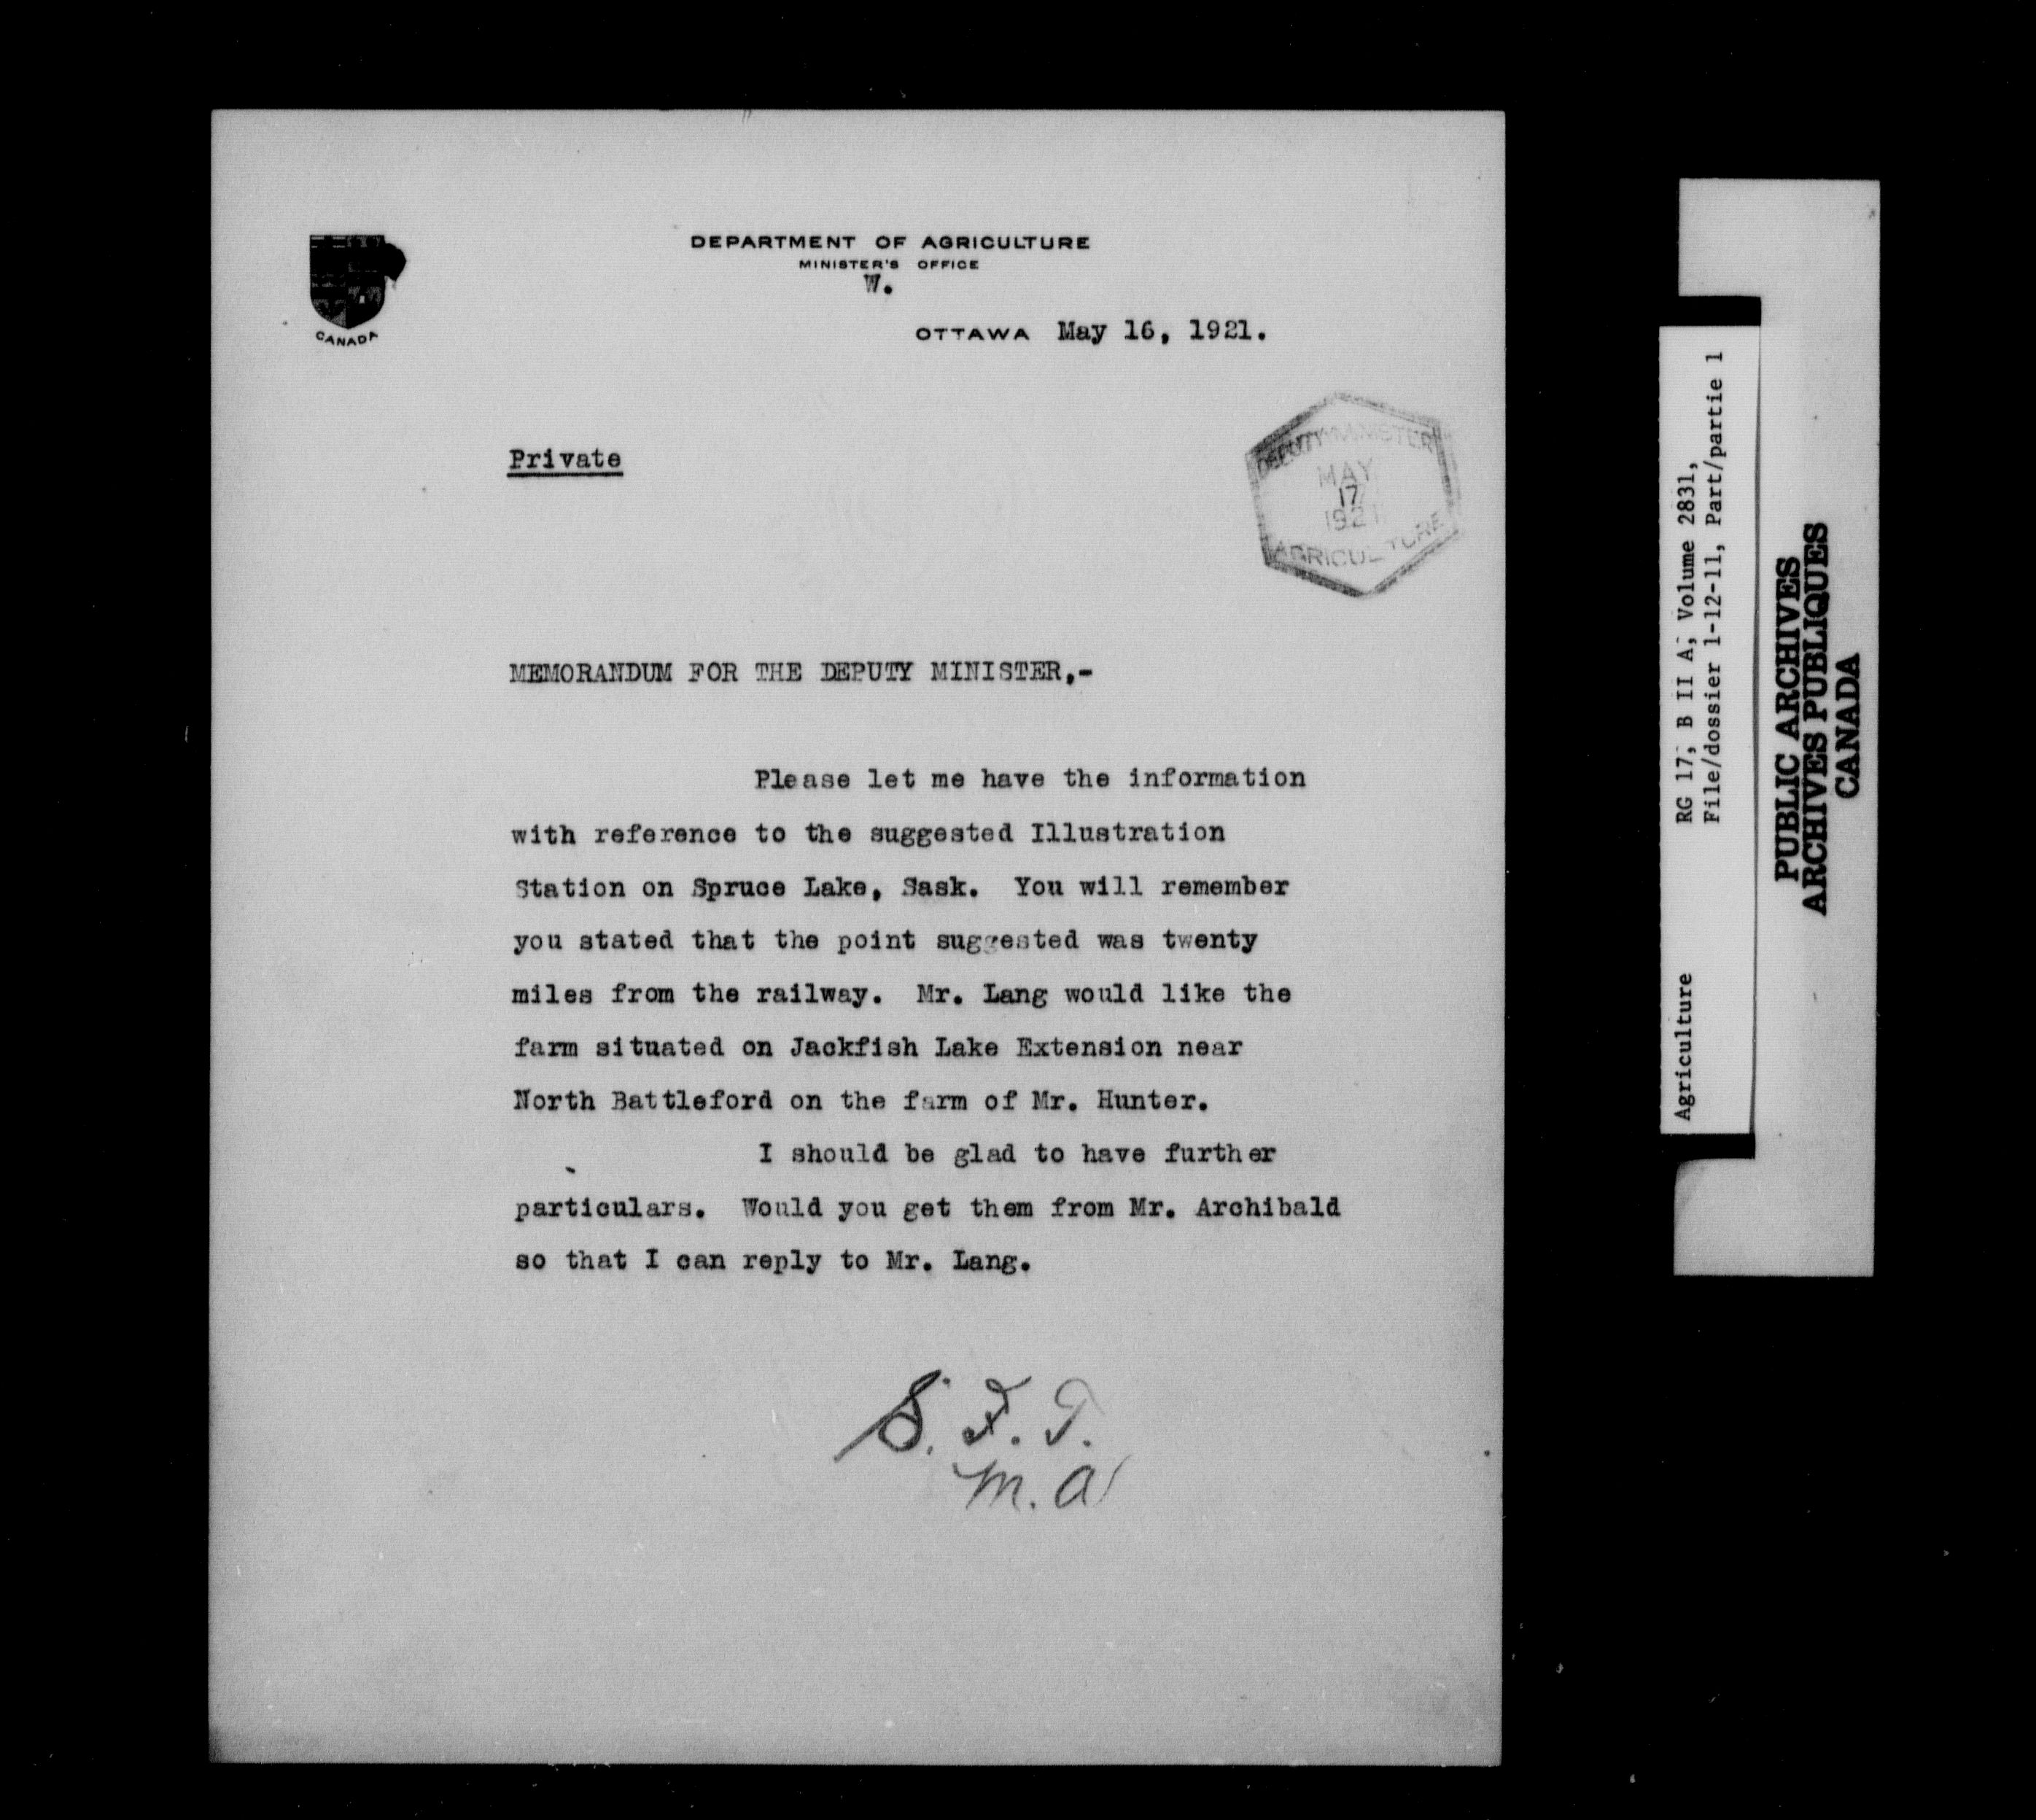 DEPARTMENT OF AGRICULTURE
MINISTER'S OFFICE
W.
CANADA
OTTAWA May 16, 1921.
Private
DEPUTY MINISTER
MAY
17
1921
AGRICULTURE
MEMORANDUM FOR THE DEPUTY MINISTER,-
Please let me have the information
with reference to the suggested Illustration
Station on Spruce Lake, Sask. You will remember
you stated that the point suggested was twenty
miles from the railway. Mr. Lang would like the
farm situated on Jackfish Lake Extension near
North Battleford on the farm of Mr. Hunter.
I should be glad to have further
particulars. Would you get them from Mr. Archibald
so that I can reply to Mr. Lang.
S. F. T.
M. A
Agriculture RG 17, B II A, Volume 2831,
File/dossier 1-12-11, Part/partie 1
PUBLIC ARCHIVES
ARCHIVES PUBLIQUES
CANADA